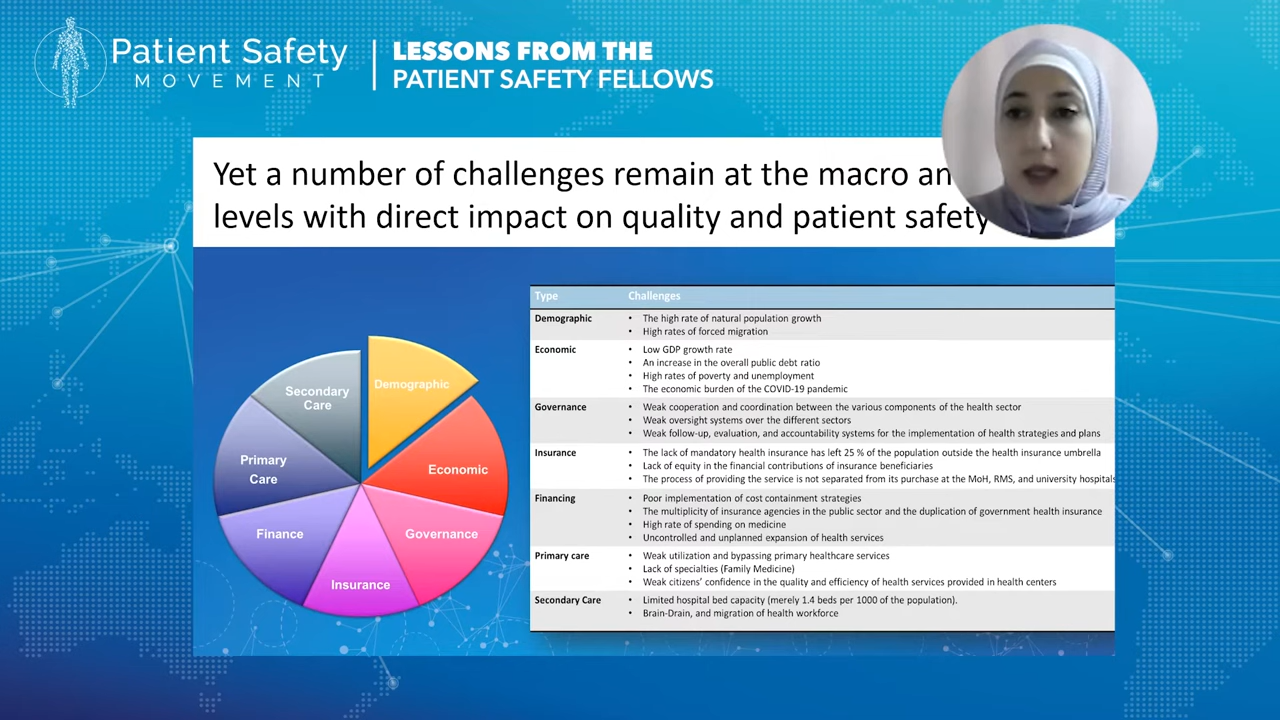 Patient Safety
MOVEMENT
LESSONS FROM THE
PATIENT SAFETY FELLOWS
Yet a number of challenges remain at the macro
levels with direct impact on quality and patient safety
Demographic
Economic
Governance
Insurance
Finance
Primary
Care
Secondary
Care
Type Challenges
Demographic • The high rate of natural population growth
• High rates of forced migration
Economic • Low GDP growth rate
• An increase in the overall public debt ratio
• High rates of poverty and unemployment
• The economic burden of the COVID-19 pandemic
Governance • Weak cooperation and coordination between the various components of the health sector
• Weak oversight systems over the different sectors
• Weak follow-up, evaluation, and accountability systems for the implementation of health strategies and plans
Insurance • The lack of mandatory health insurance has left 25 % of the population outside the health insurance umbrella
• Lack of equity in the financial contributions of insurance beneficiaries
• The process of providing the service is not separated from its purchase at the MoH, RMS, and university hospitals
Financing • Poor implementation of cost containment strategies
• The multiplicity of insurance agencies in the public sector and the duplication of government health insurance
• High rate of spending on medicine
• Uncontrolled and unplanned expansion of health services
Primary care • Weak utilization and bypassing primary healthcare services
• Lack of specialties (Family Medicine)
• Weak citizens' confidence in the quality and efficiency of health services provided in health centers
Secondary Care • Limited hospital bed capacity (merely 1.4 beds per 1000 of the population).
• Brain-Drain, and migration of health workforce